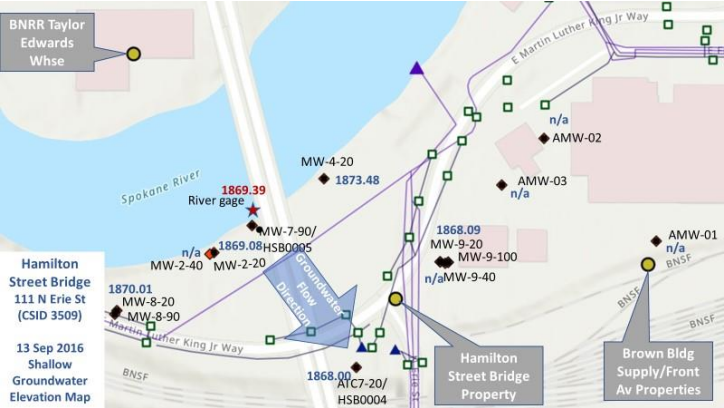 BNRR Taylor
Edwards
Whse
E Martin Luther King Jr Way
n/a
AMW-02
MW-4-20
1873.48
AMW-03
n/a
Spokane River
1869.39
River gage
MW-7-90/
HSB0005
1869.08
n/a
MW-2-40
MW-2-20
1868.09
MW-9-20
MW-9-100
n/a
MW-9-40
AMW-01
n/a
BNSF
BNSF
BNSF
Hamilton
Street Bridge
111 N Erie St
(CSID 3509)
13 Sep 2016
Shallow
Groundwater
Elevation Map
1870.01
MW-8-20
MW-8-90
Martin Luther King Jr Way
BNSF
Groundwater
Flow
Direction
1868.00
ATC7-20/
HSB0004
Hamilton
Street Bridge
Property
Brown Bldg
Supply/Front
Av Properties